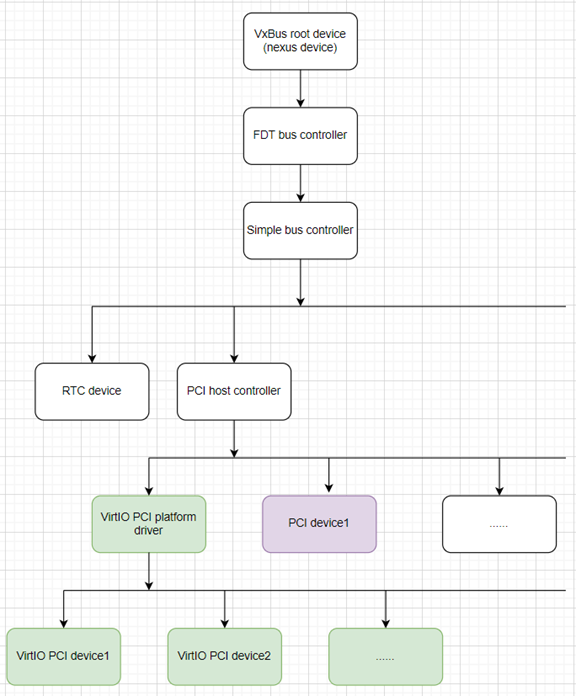 VxBus root device
(nexus device)
FDT bus controller
Simple bus controller
RTC device
PCI host controller
VirtIO PCI platform
driver
PCI device1
......
VirtIO PCI device1
VirtIO PCI device2
......